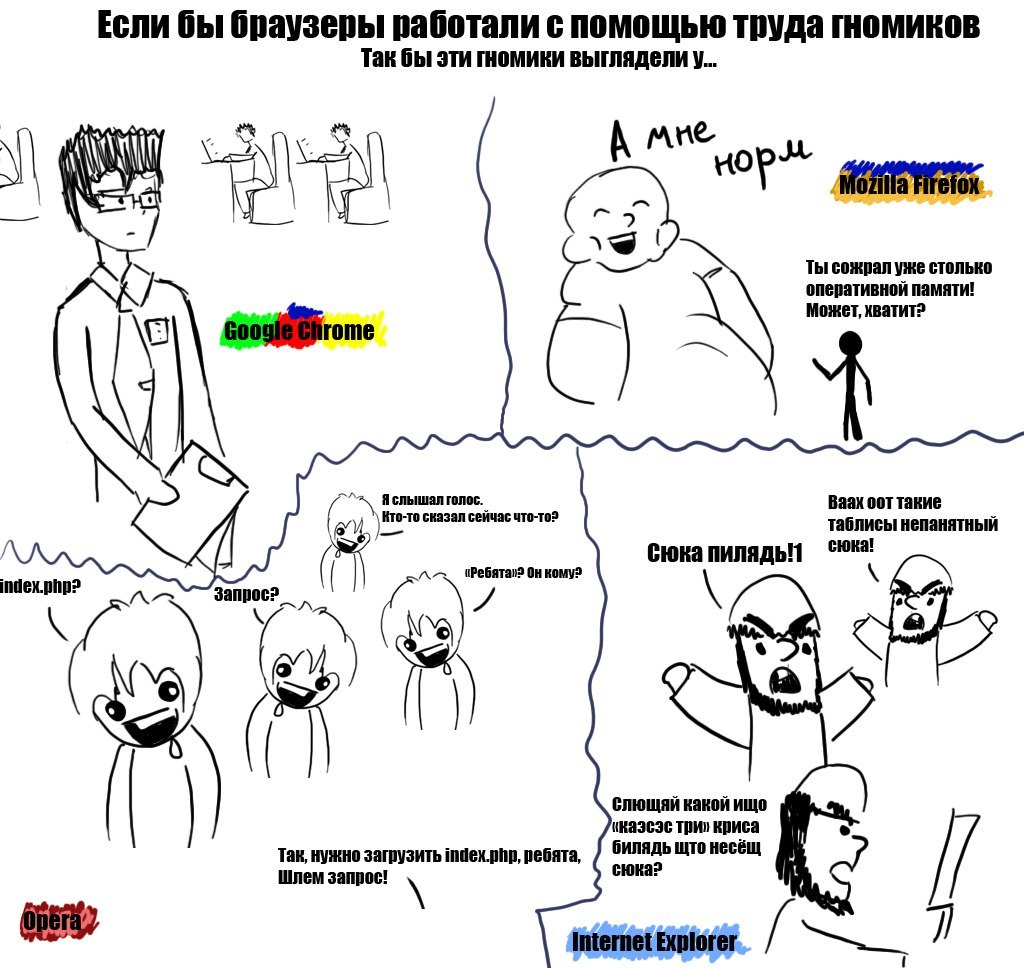 Если бы браузеры работали с помощью труда гномиков
Так бы эти гномики выглядели у...
Google Chrome
А мне
норм
Mozilla Firefox
Ты сожрал уже столько
оперативной памяти!
Может, хватит?
Я слышал голос.
Кто-то сказал сейчас что-то?
«Ребята»? Он кому?
Запрос?
index.php?
Так, нужно загрузить index.php, ребята,
Шлем запрос!
Opera
Ваах оот такие
таблисы непанятный
сюка!
Сюка пилядь!1
Слющяй какой ищо
«каэсэс три» криса
билядь щто несёщ
сюка?
Internet Explorer